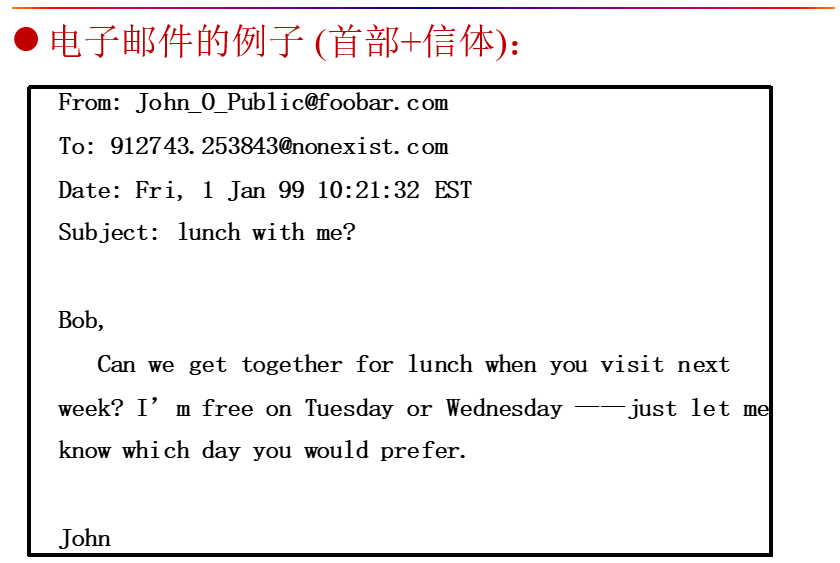 ●电子邮件的例子 (首部+信体)：
From: John_O_Public@foobar.com
To: 912743.253843@nonexist.com
Date: Fri, 1 Jan 99 10:21:32 EST
Subject: lunch with me?
Bob,
Can we get together for lunch when you visit next
week? I’m free on Tuesday or Wednesday ——just let me
know which day you would prefer.
John